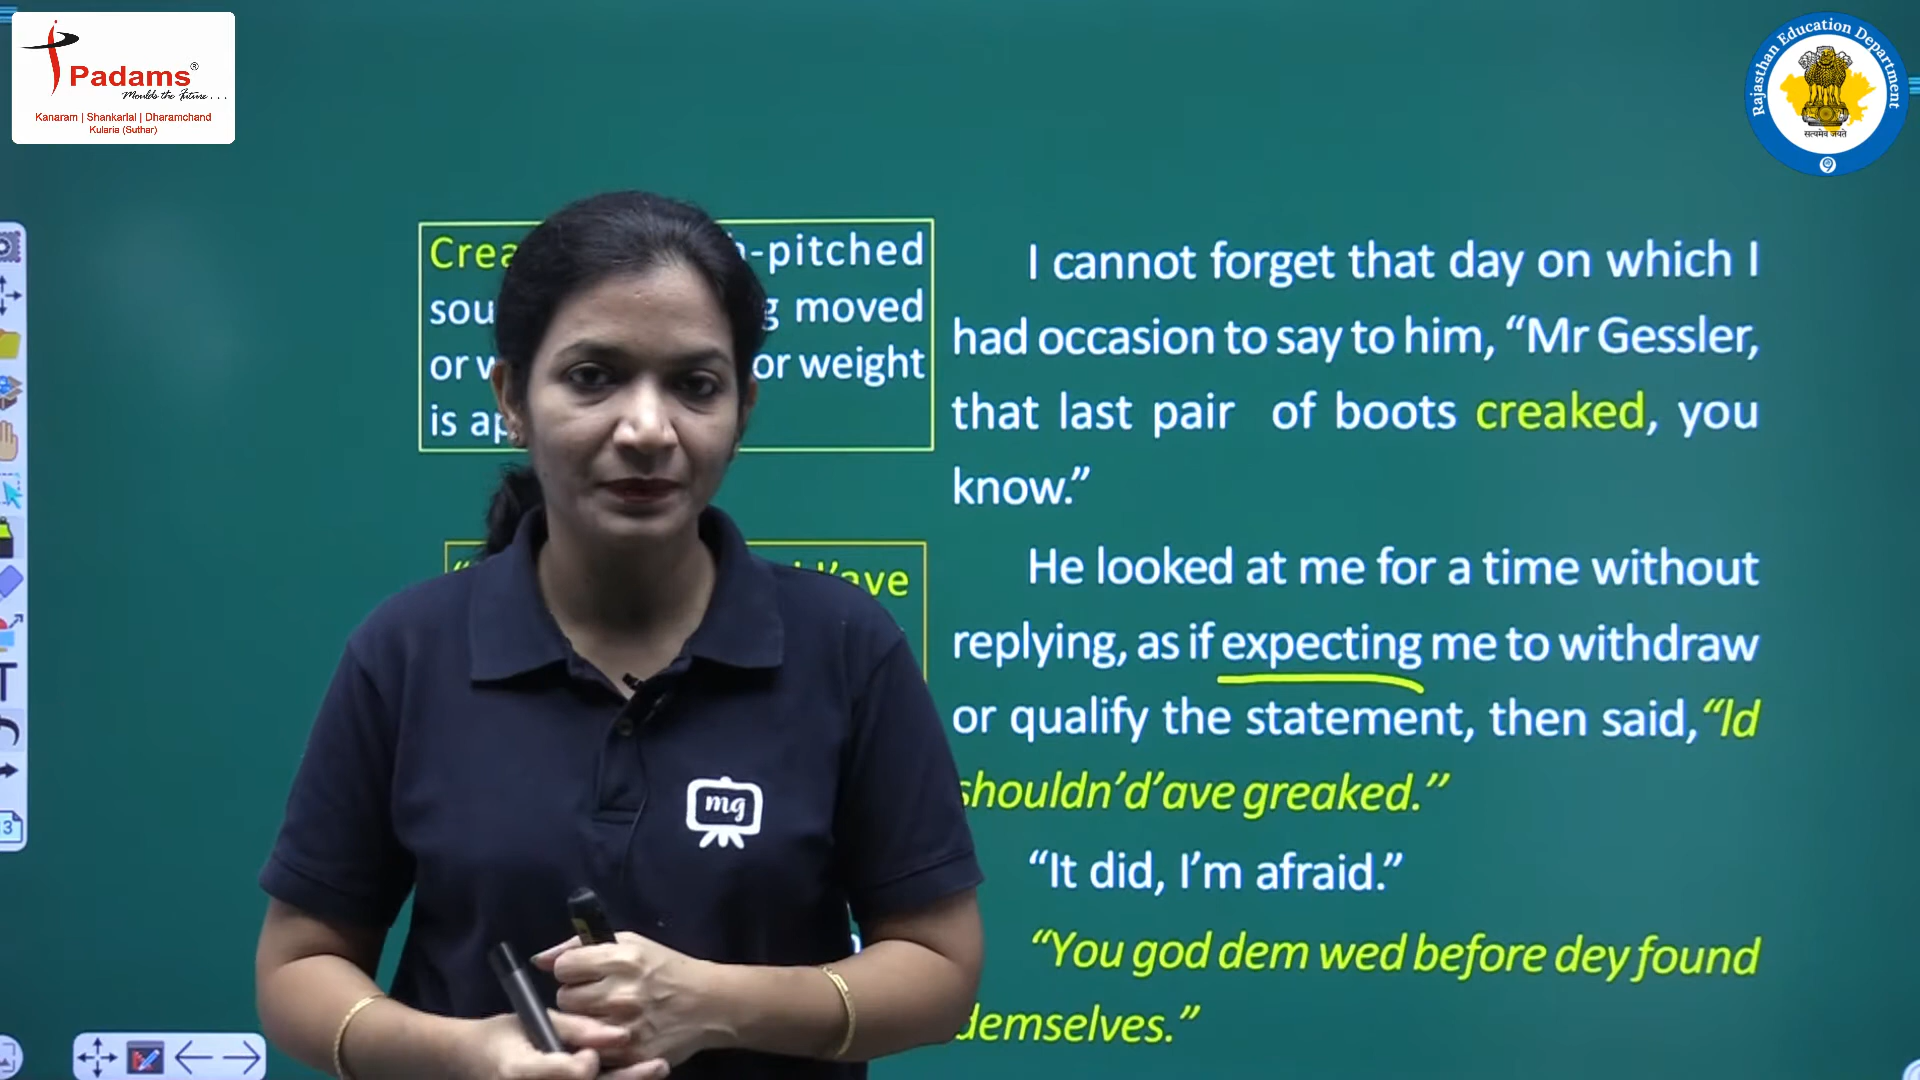 Padams®
Moulds the Future . . .
Kanaram | Shankarlal | Dharamchand
Kularia (Suthar)
Rajasthan Education Department
सत्यमेव जयते
-pitched
moved
or weight
is
’ave
I cannot forget that day on which I
had occasion to say to him, “Mr Gessler,
that last pair of boots creaked, you
know.”
He looked at me for a time without
replying, as if expecting me to withdraw
or qualify the statement, then said, “Id
shouldn’d’ave greaked.”
“It did, I’m afraid.”
“You god dem wed before dey found
demselves.”
mg
T
3